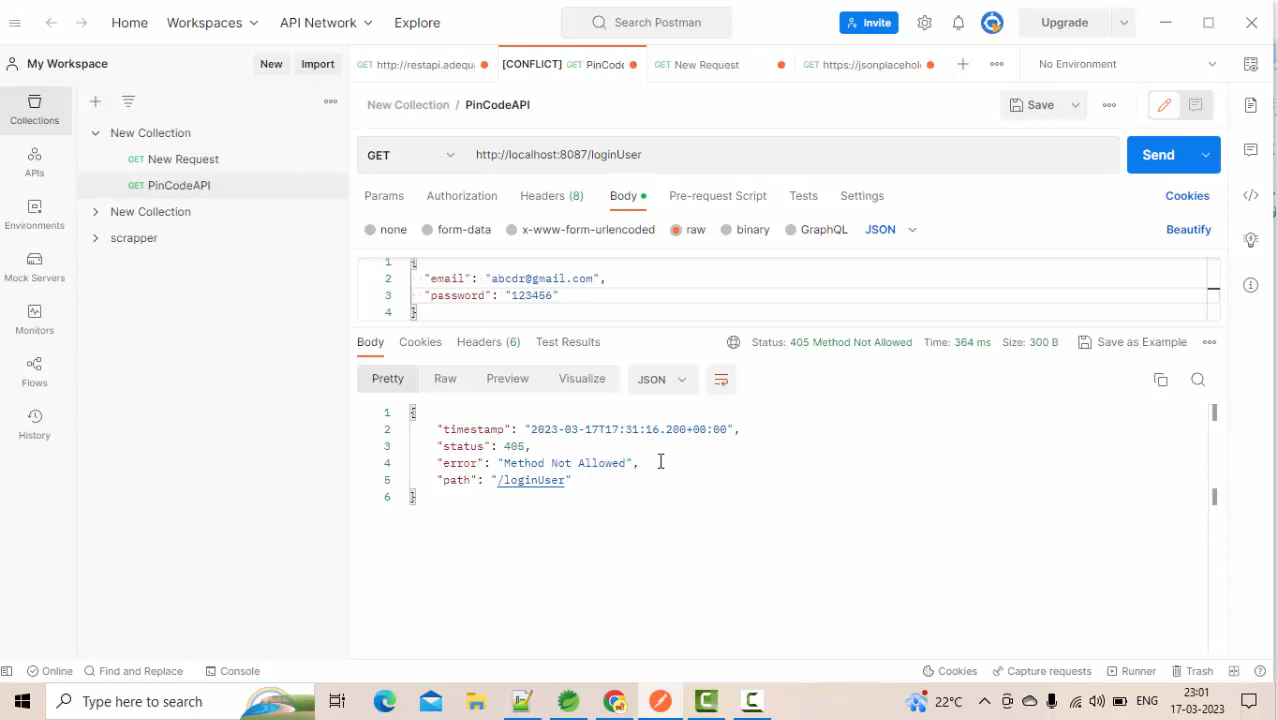 Home Workspaces API Network Explore Search Postman Invite Upgrade
My Workspace New Import GET http://restapi.adequa [CONFLICT] GET PinCode GET New Request GET https://jsonplacehol No Environment
New Collection / PinCodeAPI Save
Collections
APIs
Environments
Mock Servers
Monitors
Flows
History
New Collection
GET New Request
GET PinCodeAPI
New Collection
scrapper
GET http://localhost:8087/loginUser Send
Params Authorization Headers (8) Body Pre-request Script Tests Settings Cookies
none form-data x-www-form-urlencoded raw binary GraphQL JSON Beautify
1 {
2 "email": "abcdr@gmail.com",
3 "password": "123456"
4 }
Body Cookies Headers (6) Test Results Status: 405 Method Not Allowed Time: 364 ms Size: 300 B Save as Example
Pretty Raw Preview Visualize JSON
1 {
2 "timestamp": "2023-03-17T17:31:16.200+00:00",
3 "status": 405,
4 "error": "Method Not Allowed",
5 "path": "/loginUser"
6 }
Online Find and Replace Console Cookies Capture requests Runner Trash
Type here to search 22°C ENG 23:01
17-03-2023